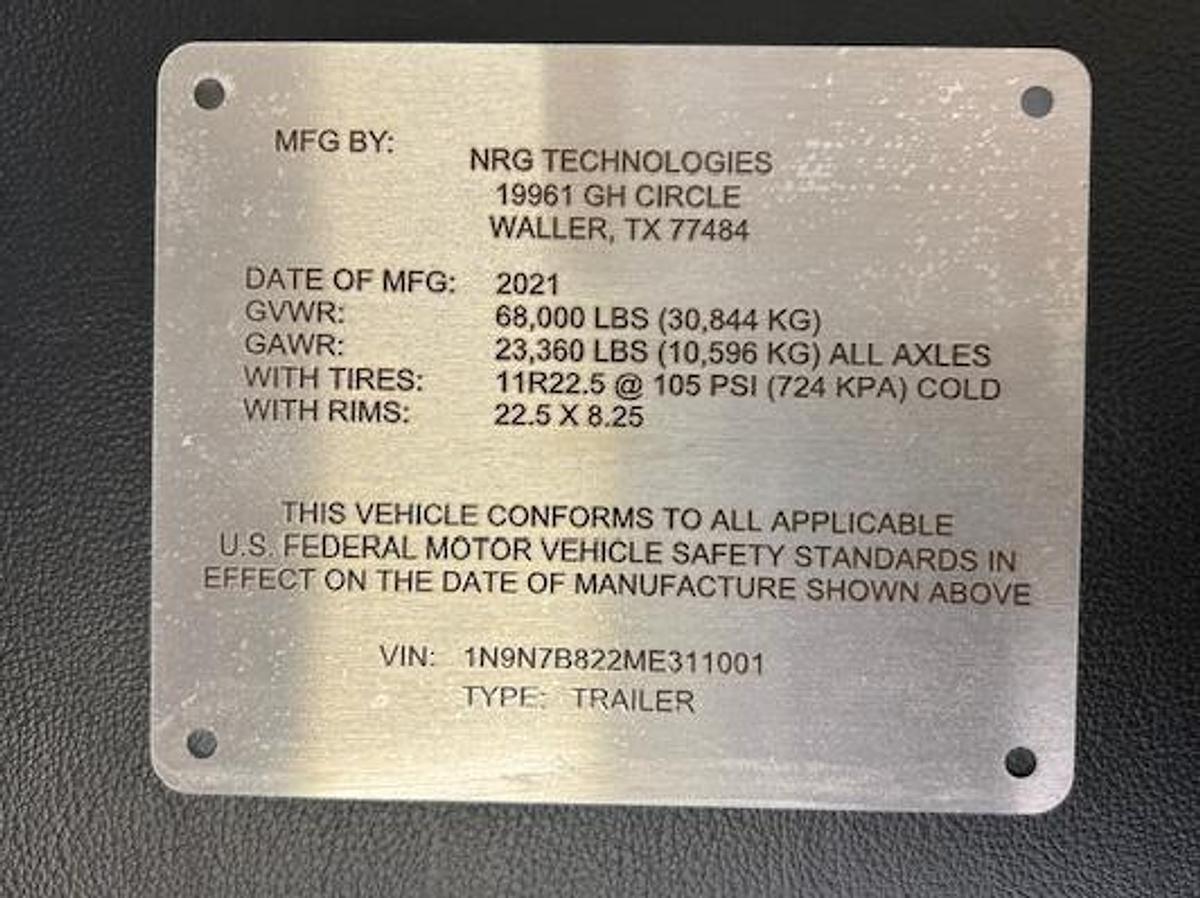 MFG BY:
NRG TECHNOLOGIES
19961 GH CIRCLE
WALLER, TX 77484
DATE OF MFG: 2021
GVWR: 68,000 LBS (30,844 KG)
GAWR: 23,360 LBS (10,596 KG) ALL AXLES
WITH TIRES: 11R22.5 @ 105 PSI (724 KPA) COLD
WITH RIMS: 22.5 X 8.25
THIS VEHICLE CONFORMS TO ALL APPLICABLE
U.S. FEDERAL MOTOR VEHICLE SAFETY STANDARDS IN
EFFECT ON THE DATE OF MANUFACTURE SHOWN ABOVE
VIN: 1N9N7B822ME311001
TYPE: TRAILER